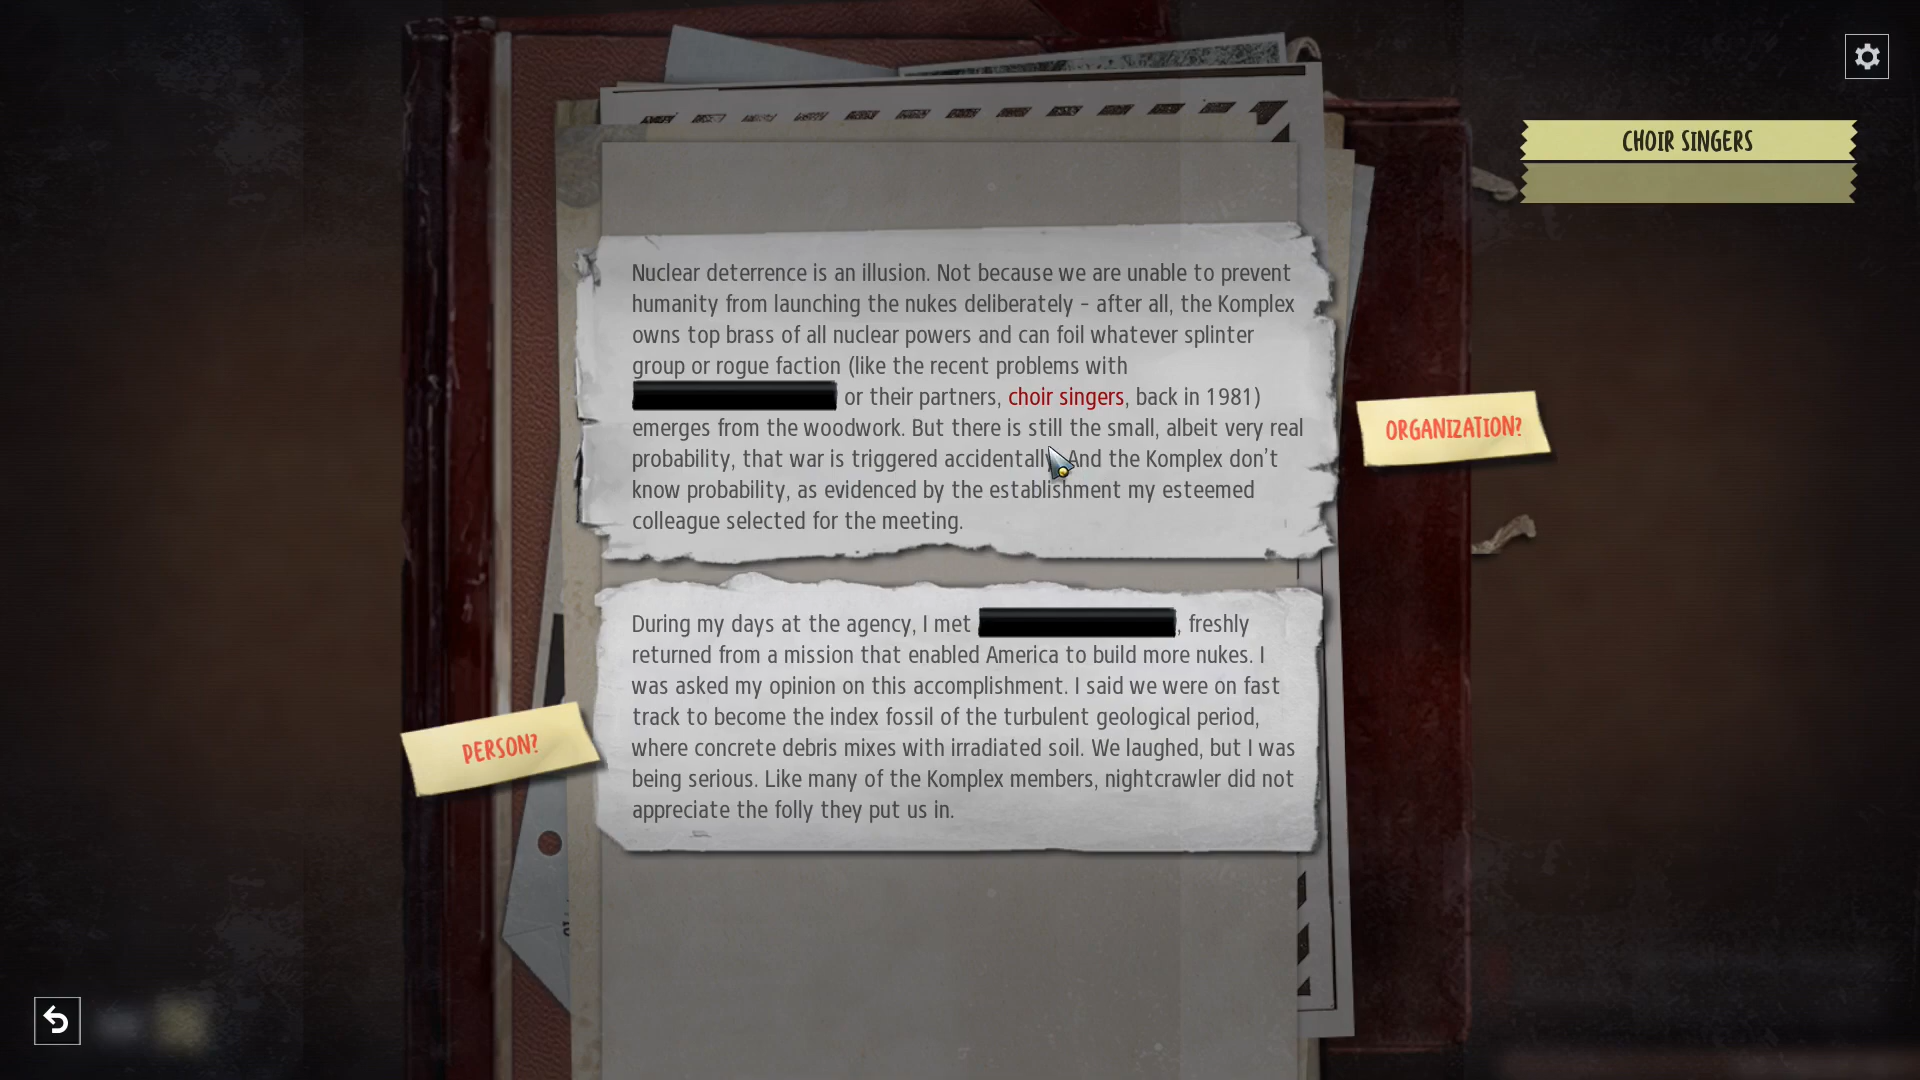 CHOIR SINGERS
Nuclear deterrence is an illusion. Not because we are unable to prevent
humanity from launching the nukes deliberately - after all, the Komplex
owns top brass of all nuclear powers and can foil whatever splinter
group or rogue faction (like the recent problems with
or their partners, choir singers, back in 1981)
emerges from the woodwork. But there is still the small, albeit very real
probability, that war is triggered accidentally. And the Komplex don't
know probability, as evidenced by the establishment my esteemed
colleague selected for the meeting.
ORGANIZATION?
During my days at the agency, I met , freshly
returned from a mission that enabled America to build more nukes. I
was asked my opinion on this accomplishment. I said we were on fast
track to become the index fossil of the turbulent geological period,
where concrete debris mixes with irradiated soil. We laughed, but I was
being serious. Like many of the Komplex members, nightcrawler did not
appreciate the folly they put us in.
PERSON?